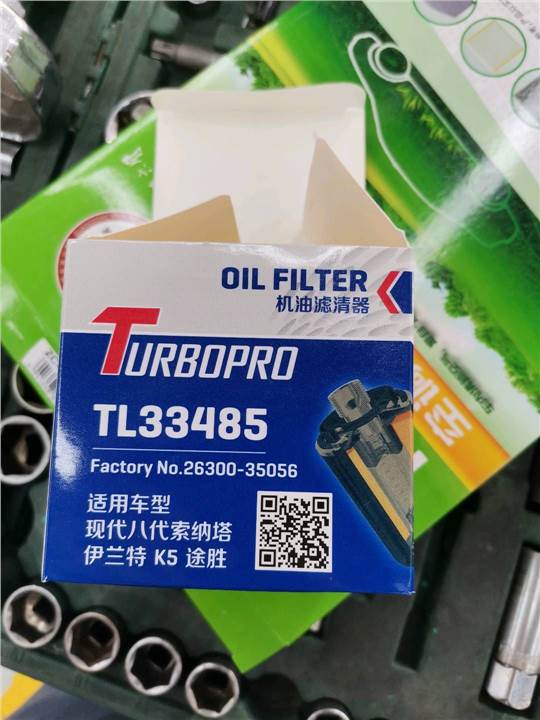 OIL FILTER
机油滤清器
TURBOPRO
TL33485
Factory No.26300-35056
适用车型
现代八代索纳塔
伊兰特 K5 途胜